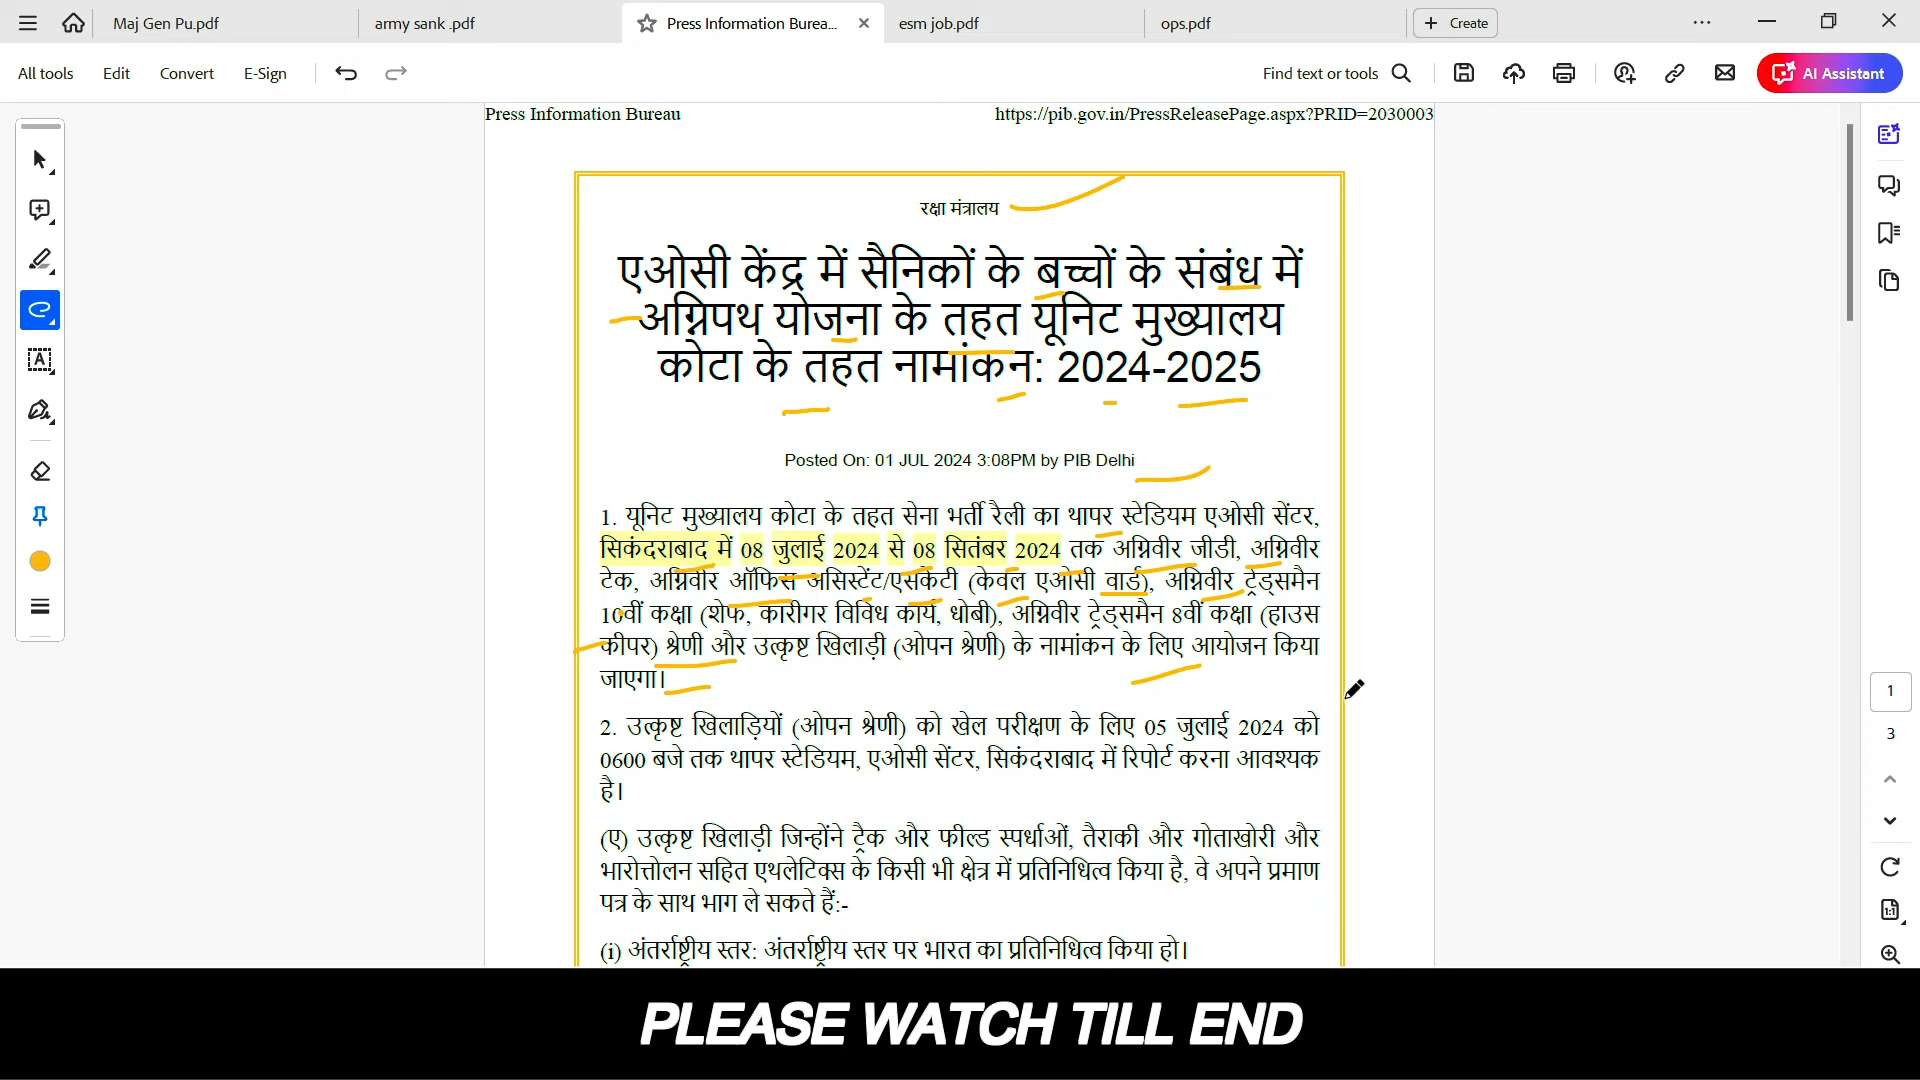 Maj Gen Pu.pdf
army sank .pdf
Press Information Burea...
esm job.pdf
ops.pdf
Create
All tools
Edit
Convert
E-Sign
Find text or tools
AI Assistant
Press Information Bureau
https://pib.gov.in/PressReleasePage.aspx?PRID=2030003
रक्षा मंत्रालय
एओसी केंद्र में सैनिकों के बच्चों के संबंध में
अग्निपथ योजना के तहत यूनिट मुख्यालय
कोटा के तहत नामांकन: 2024-2025
Posted On: 01 JUL 2024 3:08PM by PIB Delhi
1. यूनिट मुख्यालय कोटा के तहत सेना भर्ती रैली का थापर स्टेडियम एओसी सेंटर,
सिकंदराबाद में 08 जुलाई 2024 से 08 सितंबर 2024 तक अग्निवीर जीडी, अग्निवीर
टेक, अग्निवीर ऑफिस असिस्टेंट/एसकेटी (केवल एओसी वार्ड), अग्निवीर ट्रेड्समैन
10वीं कक्षा (शेफ, कारीगर विविध कार्य, धोबी), अग्निवीर ट्रेड्समैन 8वीं कक्षा (हाउस
कीपर) श्रेणी और उत्कृष्ट खिलाड़ी (ओपन श्रेणी) के नामांकन के लिए आयोजन किया
जाएगा।
2. उत्कृष्ट खिलाड़ियों (ओपन श्रेणी) को खेल परीक्षण के लिए 05 जुलाई 2024 को
0600 बजे तक थापर स्टेडियम, एओसी सेंटर, सिकंदराबाद में रिपोर्ट करना आवश्यक
है।
(ए) उत्कृष्ट खिलाड़ी जिन्होंने ट्रैक और फील्ड स्पर्धाओं, तैराकी और गोताखोरी और
भारोत्तोलन सहित एथलेटिक्स के किसी भी क्षेत्र में प्रतिनिधित्व किया है, वे अपने प्रमाण
पत्र के साथ भाग ले सकते हैं:-
(i) अंतर्राष्ट्रीय स्तर: अंतर्राष्ट्रीय स्तर पर भारत का प्रतिनिधित्व किया हो।
1
3
PLEASE WATCH TILL END